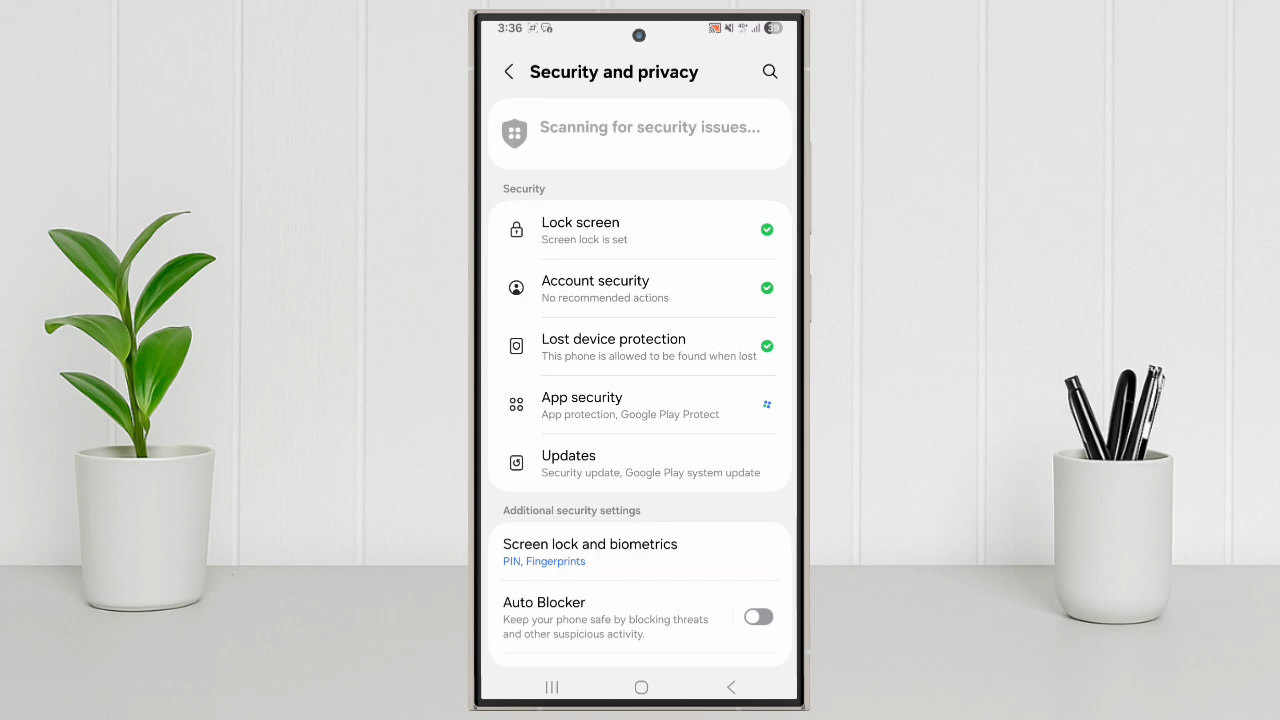 3:36
39
Security and privacy
Scanning for security issues...
Security
Lock screen
Screen lock is set
Account security
No recommended actions
Lost device protection
This phone is allowed to be found when lost
App security
App protection, Google Play Protect
Updates
Security update, Google Play system update
Additional security settings
Screen lock and biometrics
PIN, Fingerprints
Auto Blocker
Keep your phone safe by blocking threats
and other suspicious activity.